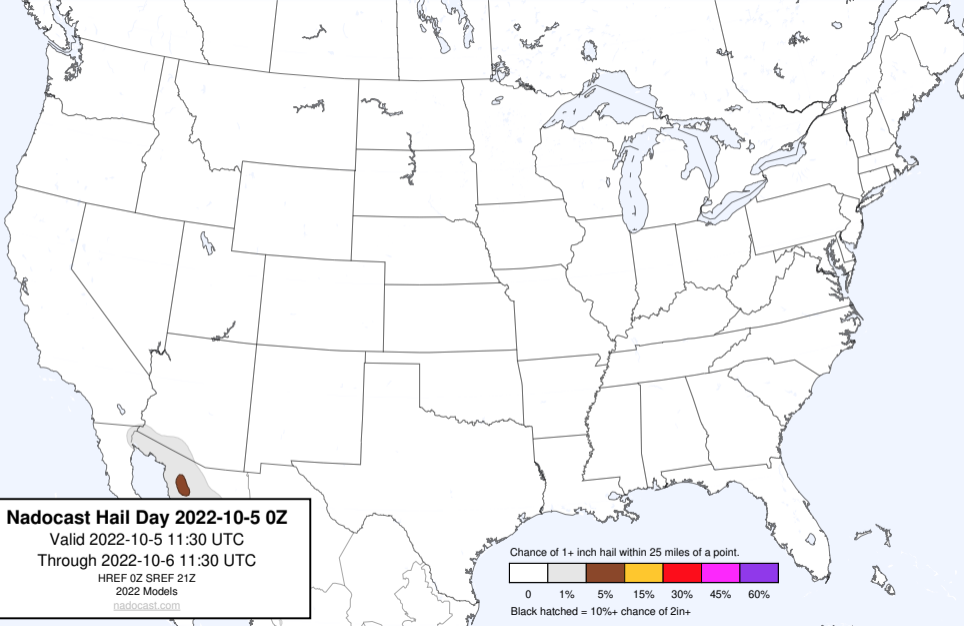 Nadocast Hail Day 2022-10-5 0Z
Valid 2022-10-5 11:30 UTC
Through 2022-10-6 11:30 UTC
HREF 0Z SREF 21Z
2022 Models
nadocast.com
Chance of 1+ inch hail within 25 miles of a point.
0 1% 5% 15% 30% 45% 60%
Black hatched = 10%+ chance of 2in+